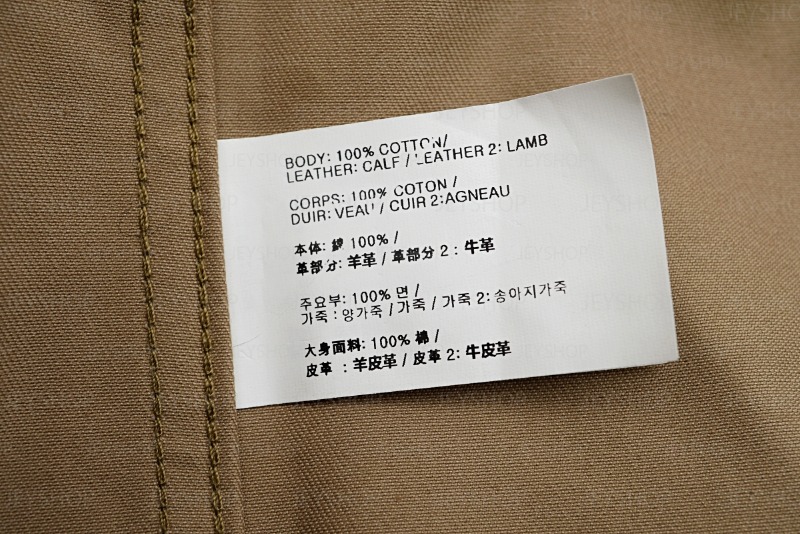 BODY: 100% COTTON/
LEATHER: CALF / LEATHER 2: LAMB
CORPS: 100% COTON /
DUIR: VEAU / CUIR 2:AGNEAU
本体: 綿 100% /
革部分: 羊革 / 革部分 2 : 牛革
주요부: 100% 면 /
가죽 : 양가죽 / 가죽 / 가죽 2: 송아지가죽
大身面料: 100% 棉 /
皮革 : 羊皮革 / 皮革 2: 牛皮革
JEYSHOP